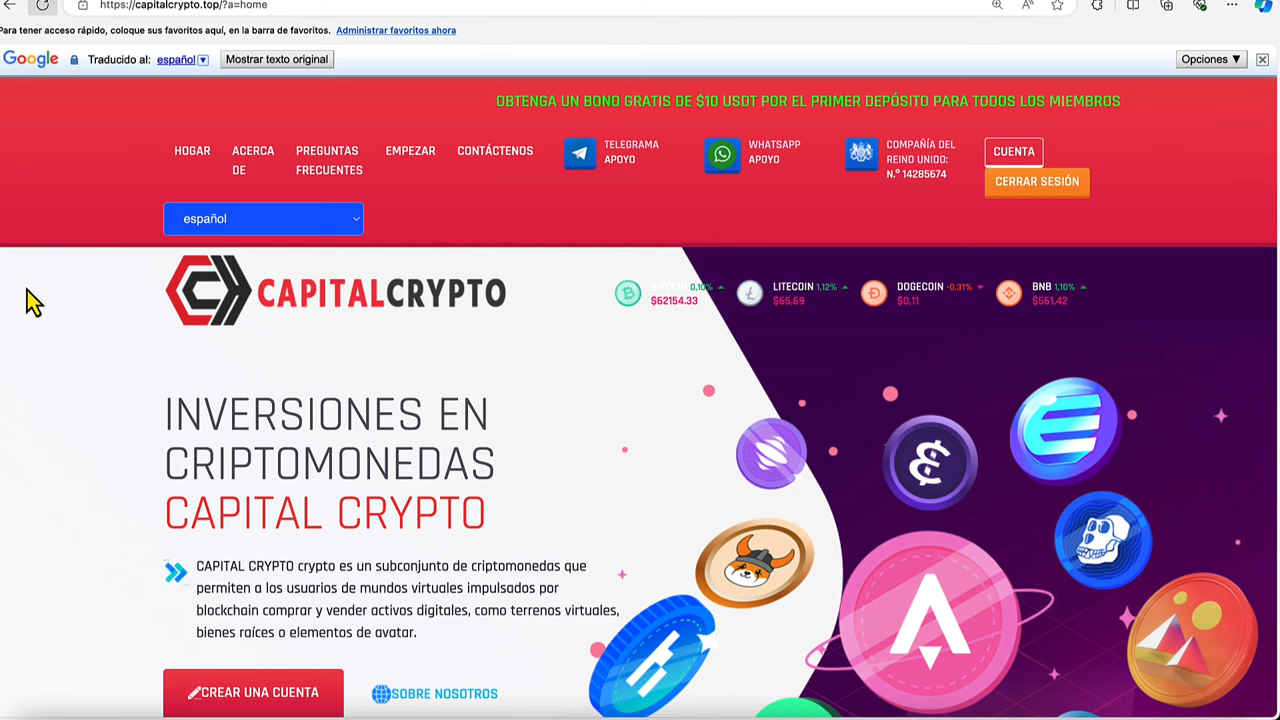 https://capitalcrypto.top/?a=home
Para tener acceso rápido, coloque sus favoritos aquí, en la barra de favoritos. Administrar favoritos ahora
Google Traducido al: español Mostrar texto original Opciones ▼
OBTENGA UN BONO GRATIS DE $10 USDT POR EL PRIMER DEPÓSITO PARA TODOS LOS MIEMBROS
HOGAR
ACERCA
DE
PREGUNTAS
FRECUENTES
EMPEZAR
CONTÁCTENOS
TELEGRAMA
APOYO
WHATSAPP
APOYO
COMPAÑÍA DEL
REINO UNIDO:
N.º 14285674
CUENTA
CERRAR SESIÓN
español
CAPITALCRYPTO
BITCOIN 0,10%
$62154.33
LITECOIN 1,12%
$65,69
DOGECOIN -0,31%
$0,11
BNB 1,10%
$561,42
INVERSIONES EN
CRIPTOMONEDAS
CAPITAL CRYPTO
CAPITAL CRYPTO crypto es un subconjunto de criptomonedas que
permiten a los usuarios de mundos virtuales impulsados por
blockchain comprar y vender activos digitales, como terrenos virtuales,
bienes raíces o elementos de avatar.
CREAR UNA CUENTA
SOBRE NOSOTROS